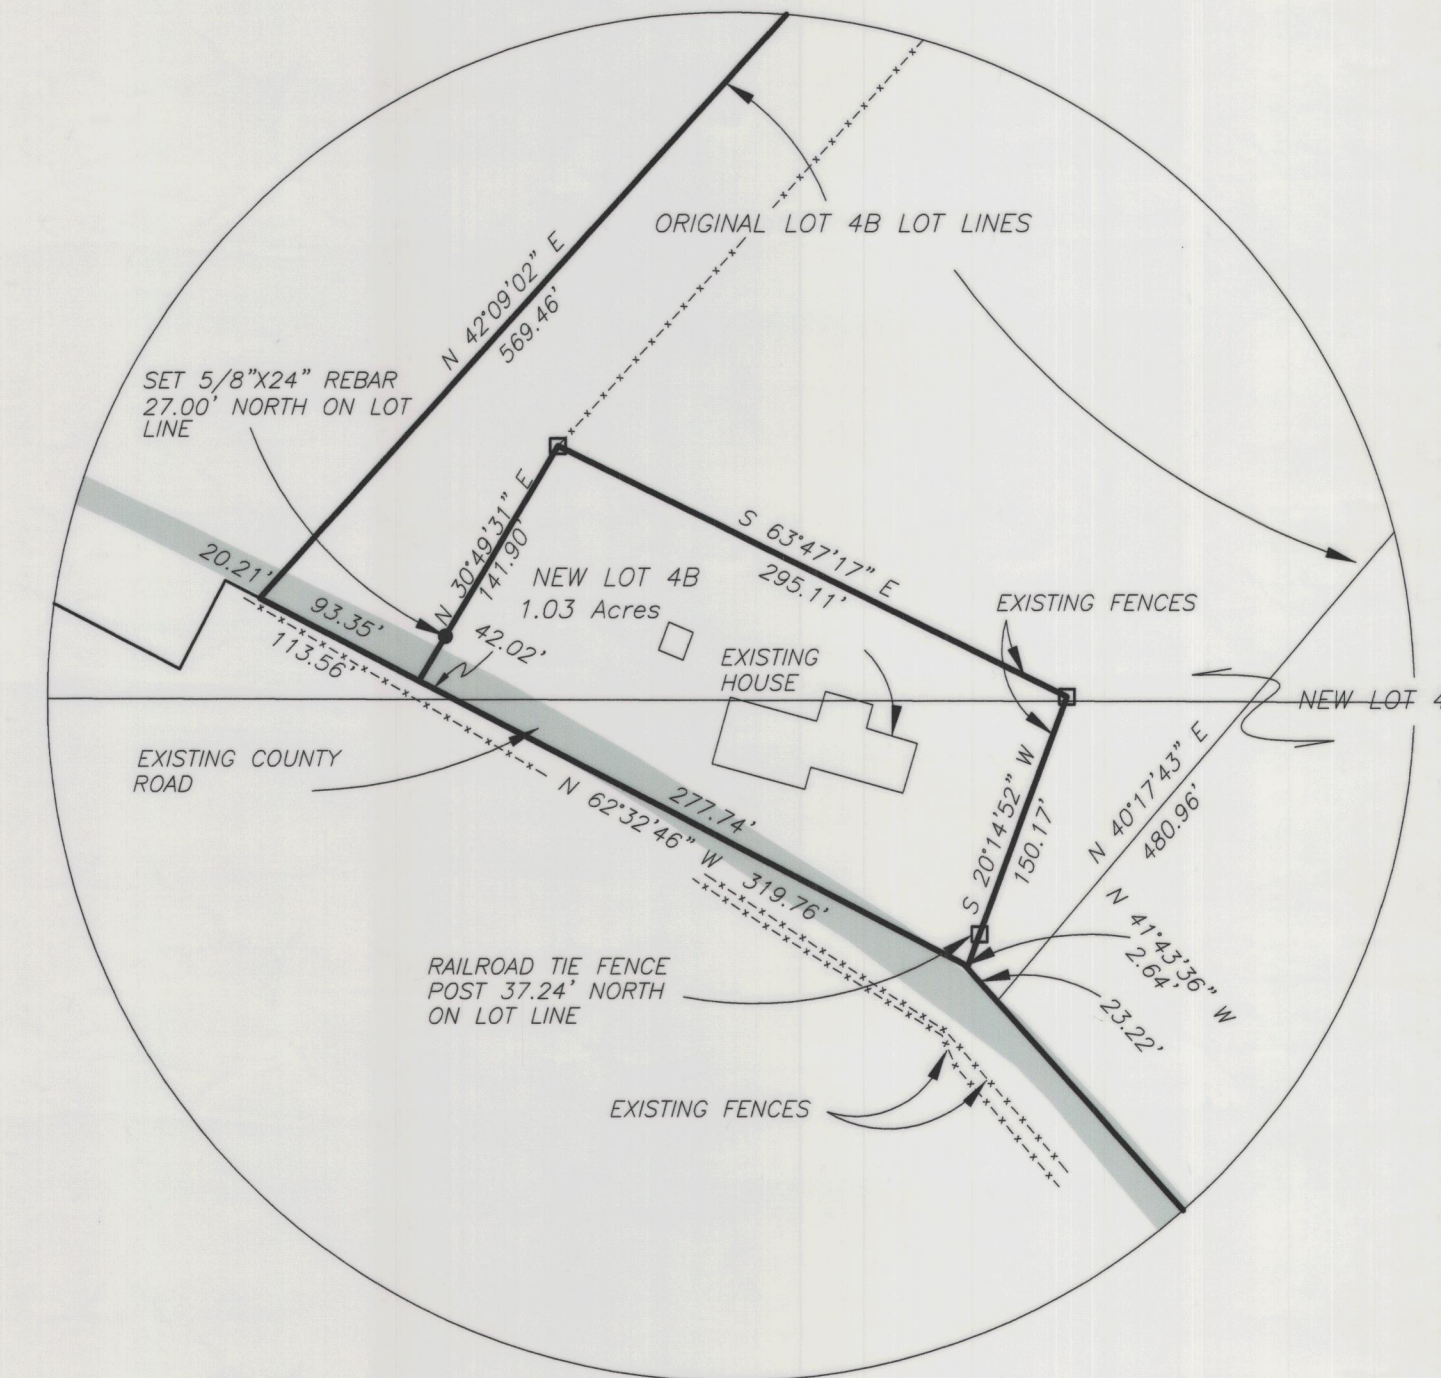 ORIGINAL LOT 4B LOT LINES
N 42°09'02" E
569.46'
SET 5/8"X24" REBAR
27.00' NORTH ON LOT
LINE
N 30°49'31" E
141.90'
S 63°47'17" E
295.11'
NEW LOT 4B
1.03 Acres
EXISTING FENCES
20.21'
93.35'
113.56'
42.02'
EXISTING
HOUSE
NEW LOT 4
EXISTING COUNTY
ROAD
277.74'
N 62°32'46" W 319.76'
S 20°14'52" W
150.17'
N 40°17'43" E
480.96'
N 41°43'36" W
2.64'
23.22'
RAILROAD TIE FENCE
POST 37.24' NORTH
ON LOT LINE
EXISTING FENCES